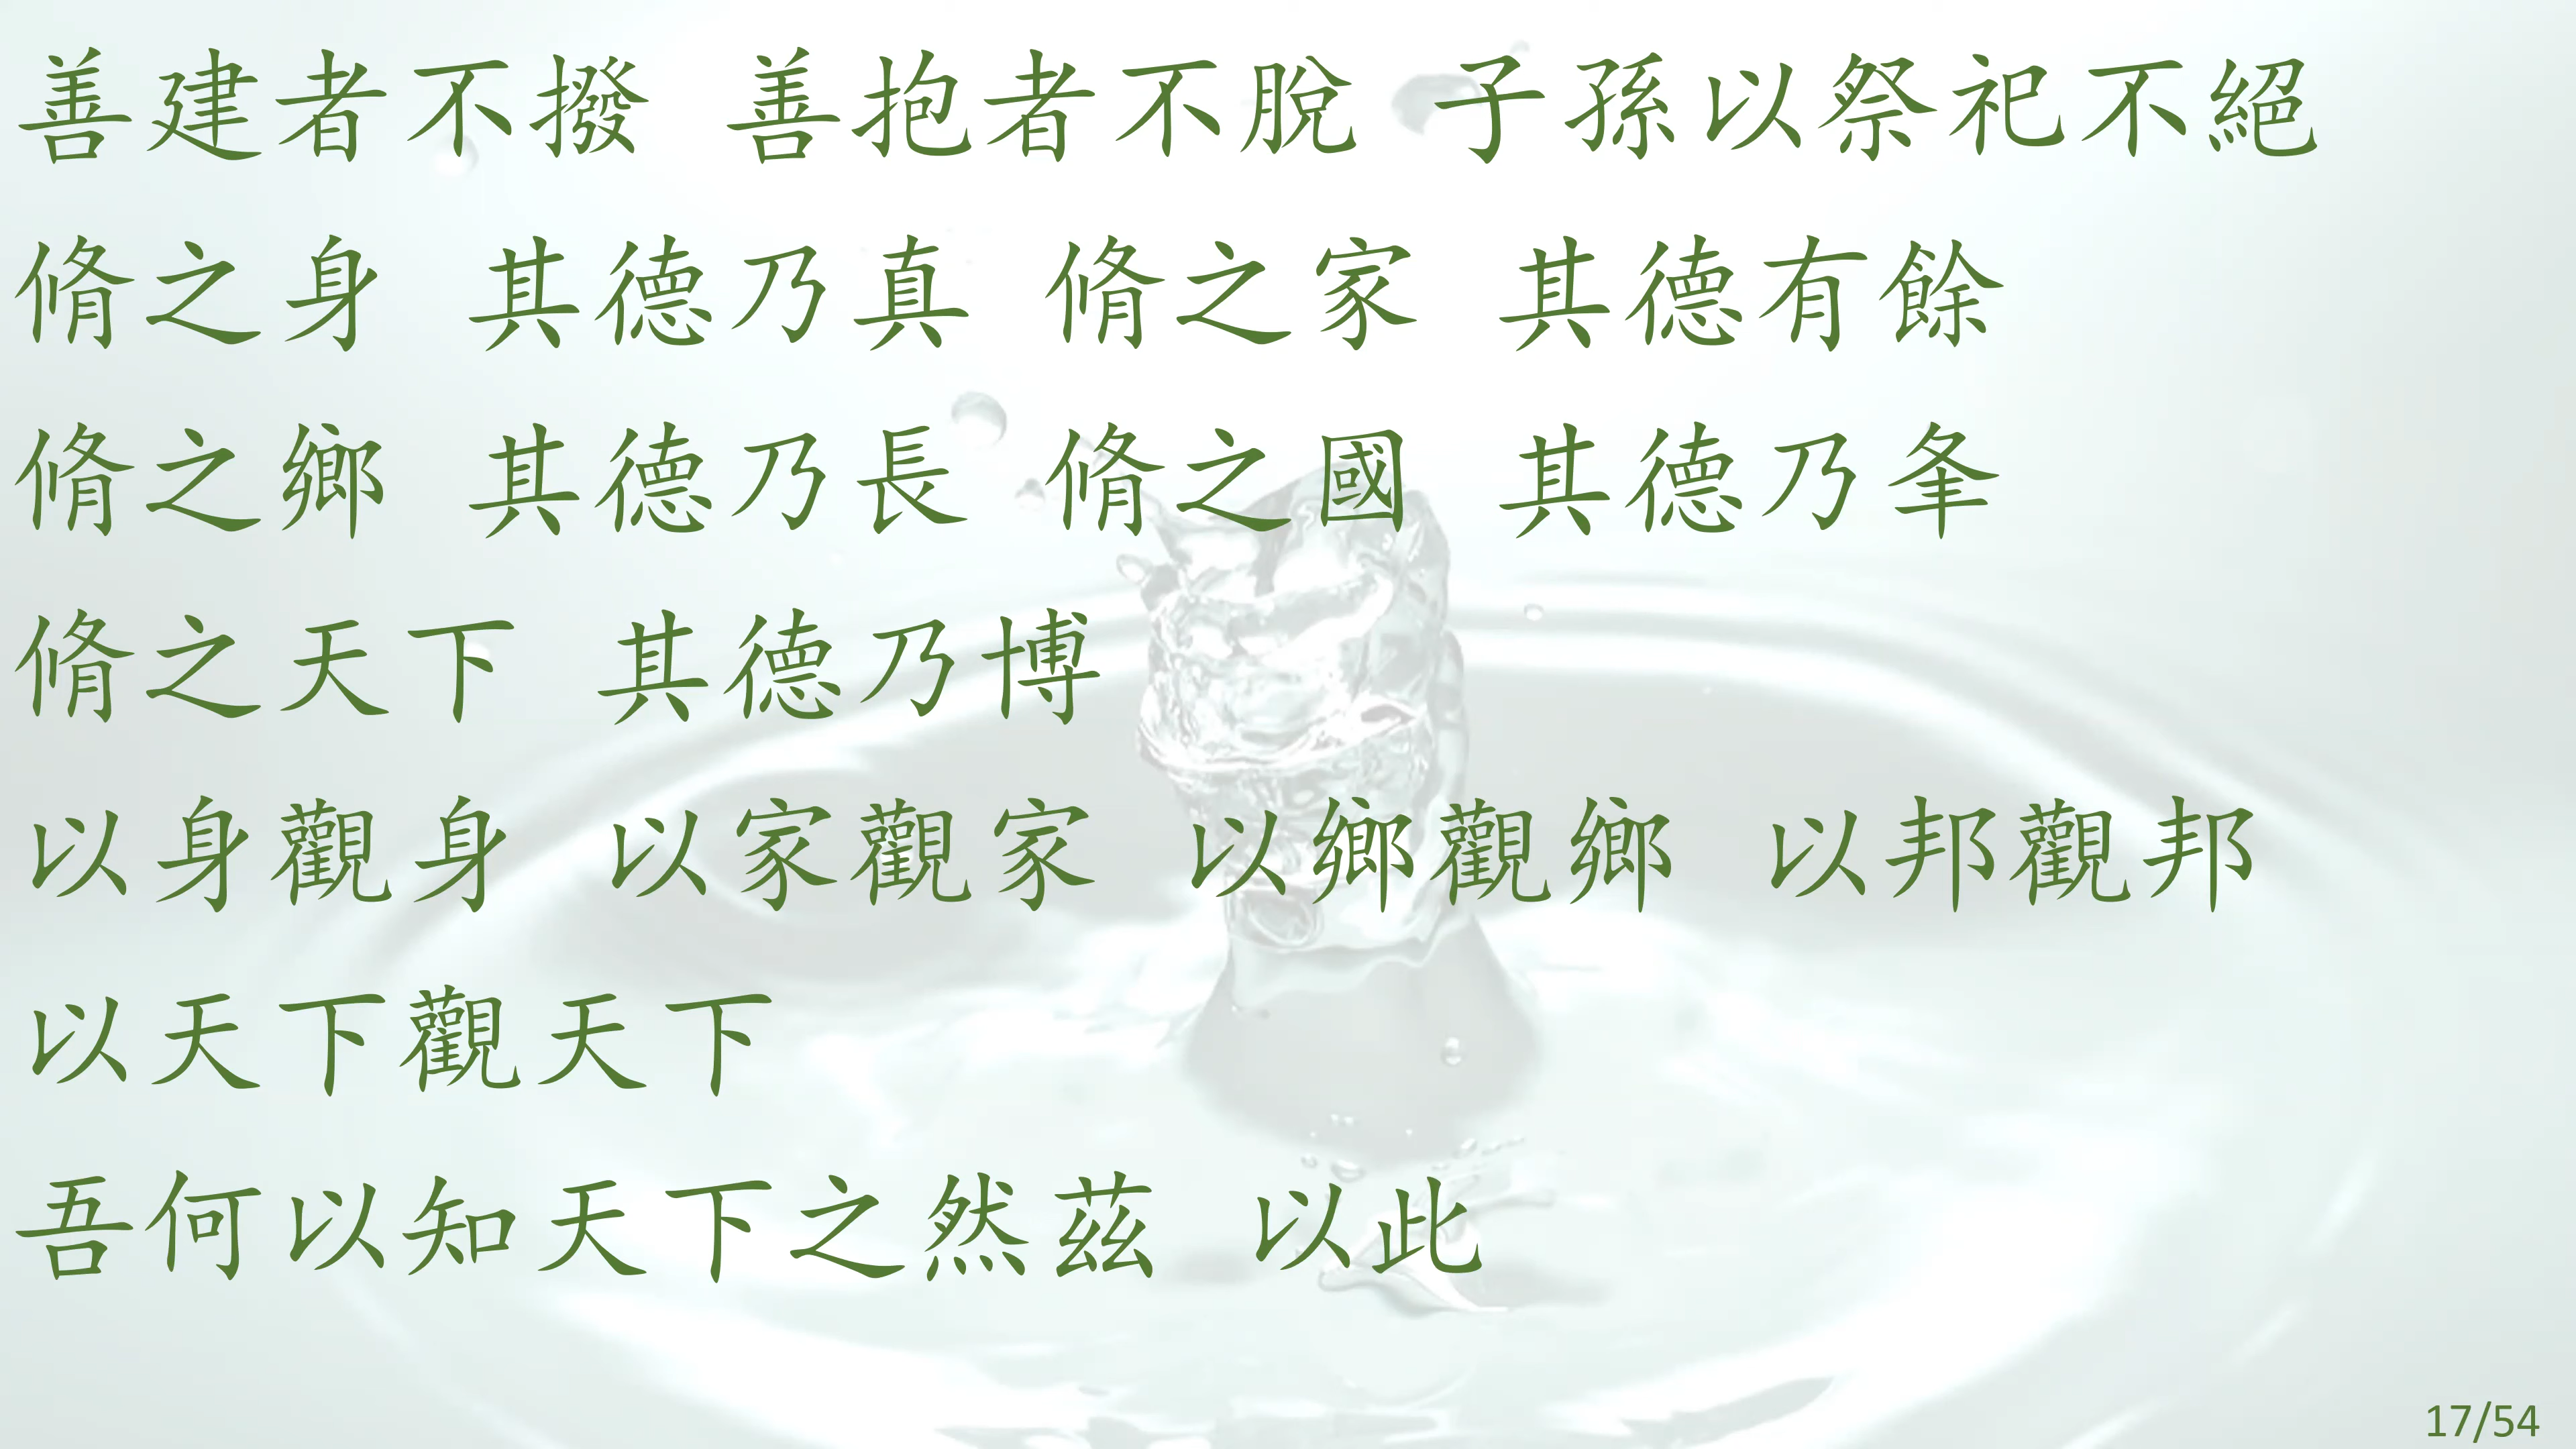 善建者不撥 善抱者不脫 子孫以祭祀不絕
脩之身 其德乃真 脩之家 其德有餘
脩之鄉 其德乃長 脩之國 其德乃夆
脩之天下 其德乃博
以身觀身 以家觀家 以鄉觀鄉 以邦觀邦
以天下觀天下
吾何以知天下之然茲 以此
17/54